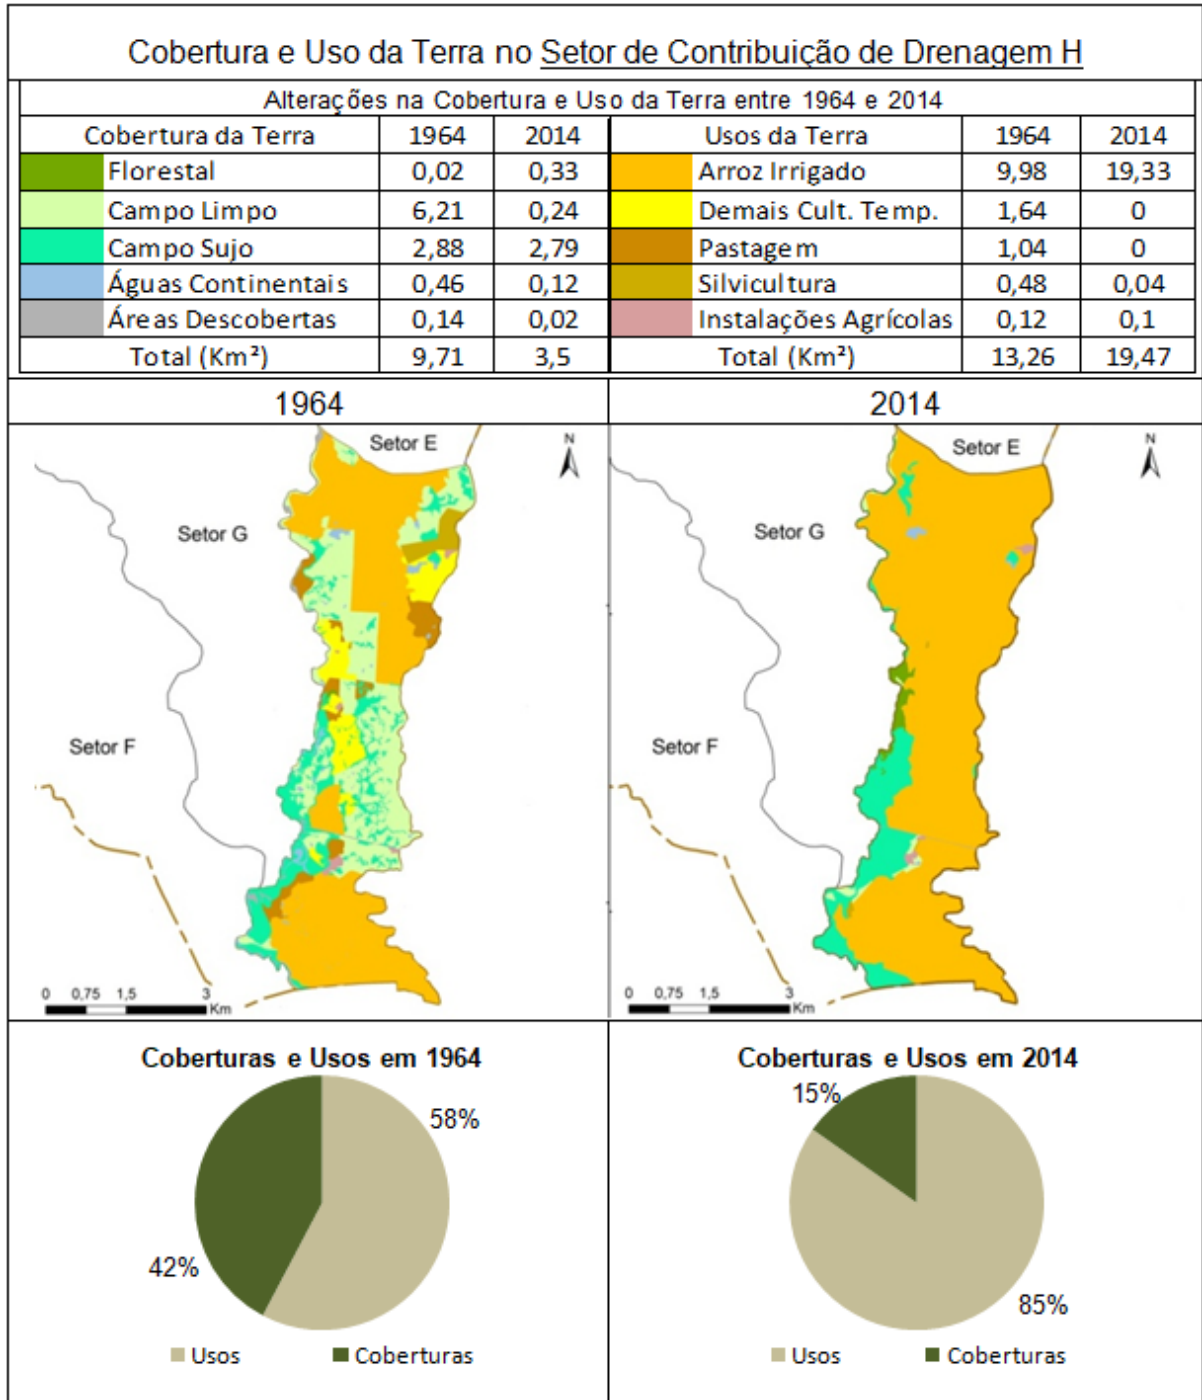 Cobertura e Uso da Terra no Setor de Contribuição de Drenagem H
Alterações na Cobertura e Uso da Terra entre 1964 e 2014
Cobertura da Terra 1964 2014 Usos da Terra 1964 2014
Florestal 0,02 0,33 Arroz Irrigado 9,98 19,33
Campo Limpo 6,21 0,24 Demais Cult. Temp. 1,64 0
Campo Sujo 2,88 2,79 Pastagem 1,04 0
Águas Continentais 0,46 0,12 Silvicultura 0,48 0,04
Áreas Descobertas 0,14 0,02 Instalações Agrícolas 0,12 0,1
Total (Km²) 9,71 3,5 Total (Km²) 13,26 19,47
1964
Setor E
N
Setor G
Setor F
0 0,75 1,5 3
Km
2014
Setor E
N
Setor G
Setor F
0 0,75 1,5 3
Km
Coberturas e Usos em 1964
58%
42%
Usos Coberturas
Coberturas e Usos em 2014
15%
85%
Usos Coberturas